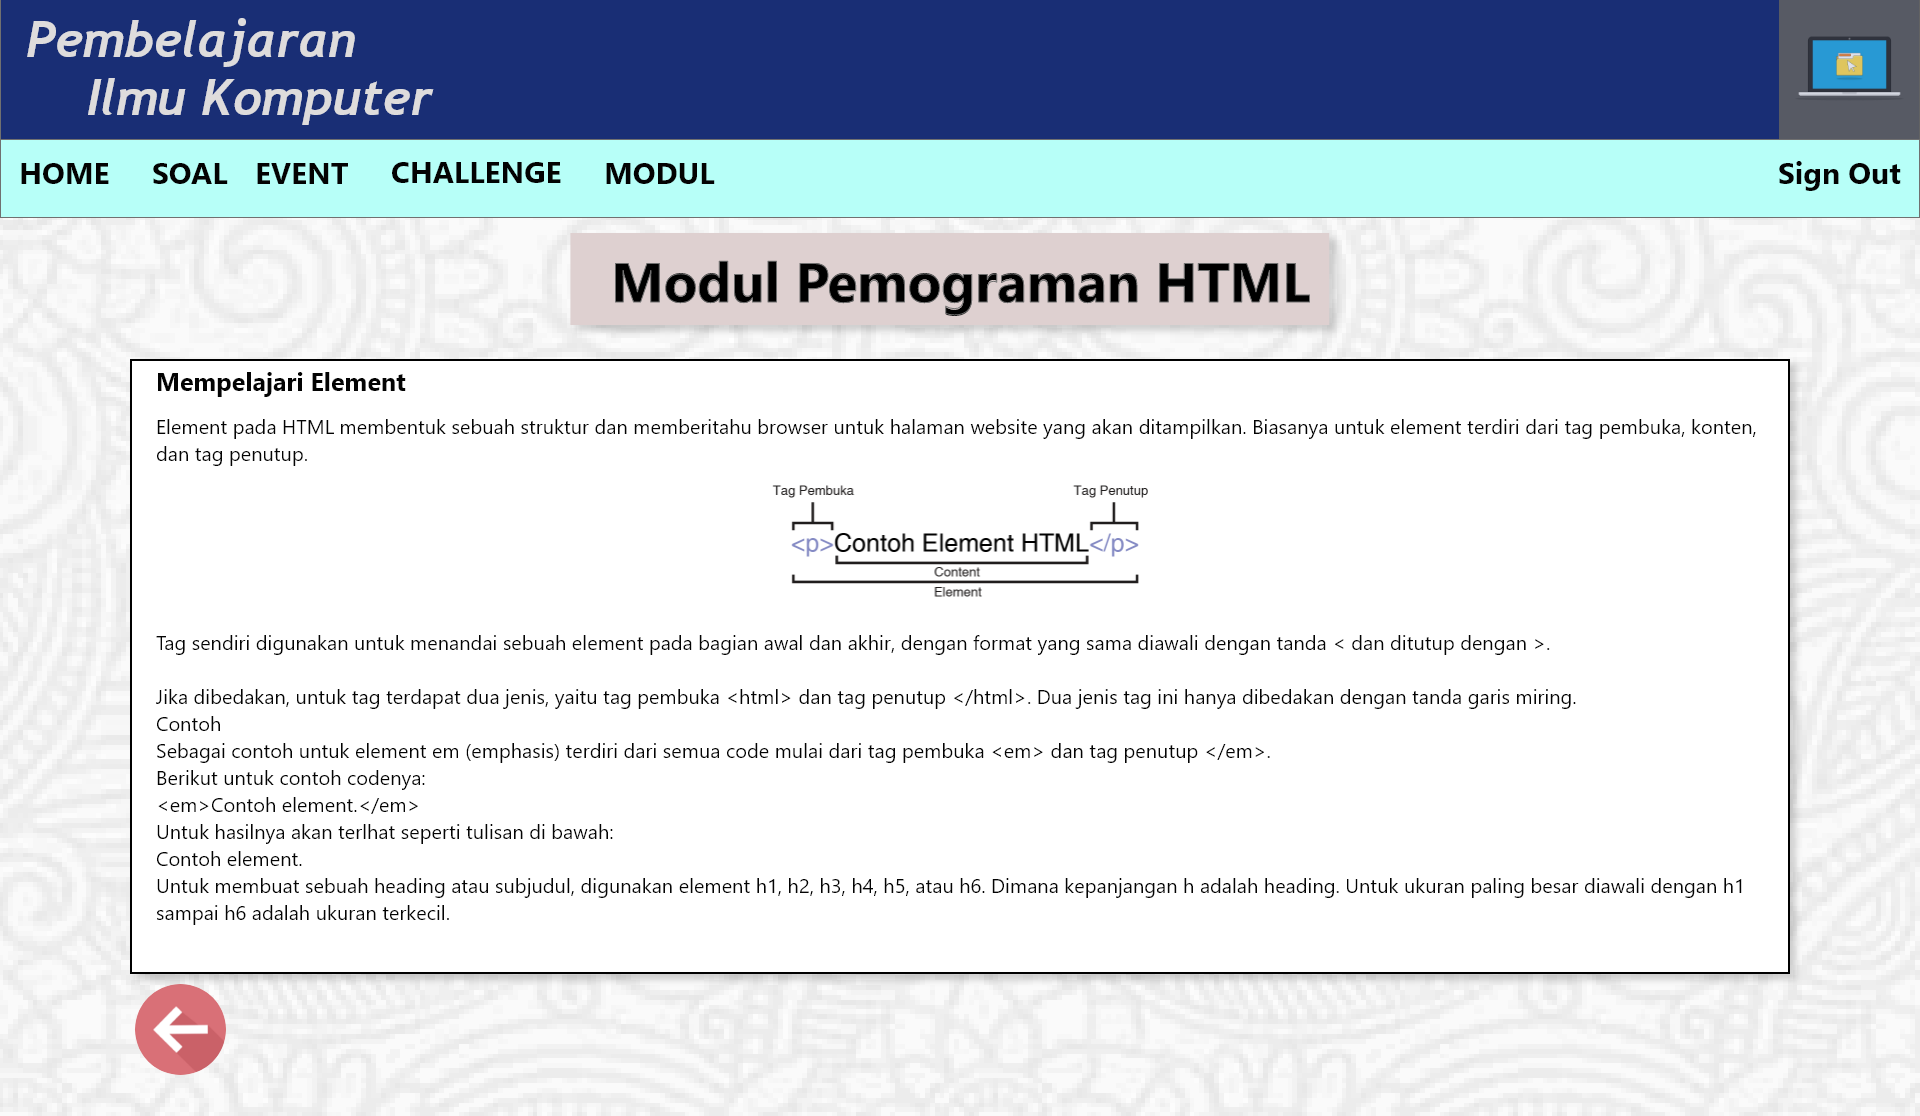 Pembelajaran
Ilmu Komputer
HOME SOAL EVENT CHALLENGE MODUL Sign Out
Modul Pemograman HTML
Mempelajari Element
Element pada HTML membentuk sebuah struktur dan memberitahu browser untuk halaman website yang akan ditampilkan. Biasanya untuk element terdiri dari tag pembuka, konten,
dan tag penutup.
Tag Pembuka Tag Penutup
<p>Contoh Element HTML</p>
Content
Element
Tag sendiri digunakan untuk menandai sebuah element pada bagian awal dan akhir, dengan format yang sama diawali dengan tanda < dan ditutup dengan >.
Jika dibedakan, untuk tag terdapat dua jenis, yaitu tag pembuka <html> dan tag penutup </html>. Dua jenis tag ini hanya dibedakan dengan tanda garis miring.
Contoh
Sebagai contoh untuk element em (emphasis) terdiri dari semua code mulai dari tag pembuka <em> dan tag penutup </em>.
Berikut untuk contoh codenya:
<em>Contoh element.</em>
Untuk hasilnya akan terlhat seperti tulisan di bawah:
Contoh element.
Untuk membuat sebuah heading atau subjudul, digunakan element h1, h2, h3, h4, h5, atau h6. Dimana kepanjangan h adalah heading. Untuk ukuran paling besar diawali dengan h1
sampai h6 adalah ukuran terkecil.